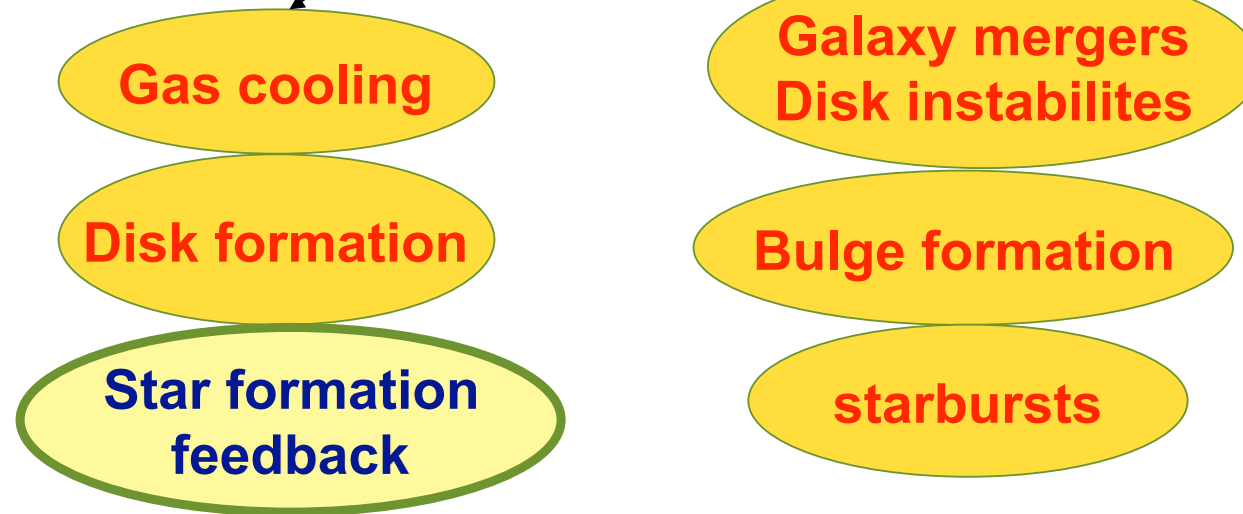 Gas cooling
Disk formation
Star formation
feedback
Galaxy mergers
Disk instabilites
Bulge formation
starbursts